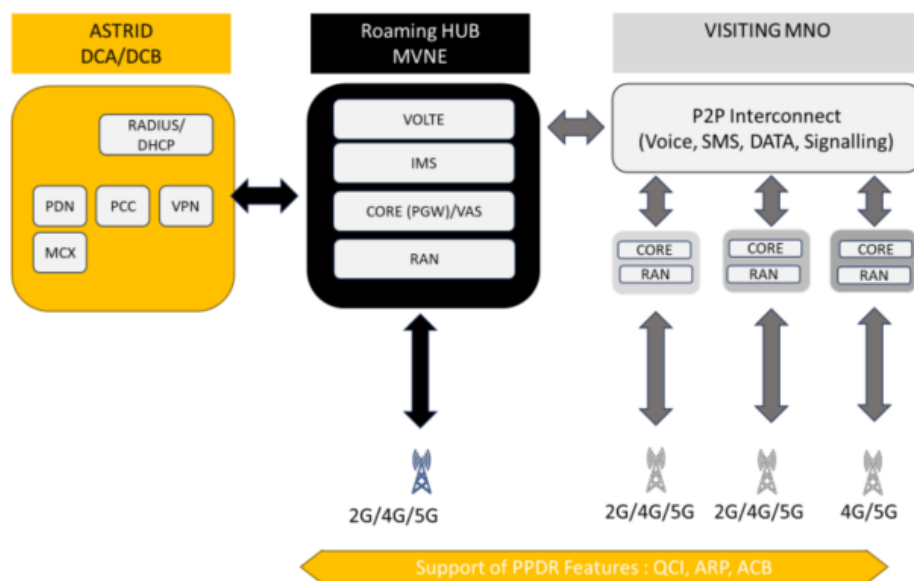 ASTRID
DCA/DCB
RADIUS/
DHCP
PDN
PCC
VPN
MCX
Roaming HUB
MVNE
VOLTE
IMS
CORE (PGW)/VAS
RAN
2G/4G/5G
VISITING MNO
P2P Interconnect
(Voice, SMS, DATA, Signalling)
CORE
RAN
CORE
RAN
CORE
RAN
2G/4G/5G
2G/4G/5G
4G/5G
Support of PPDR Features : QCI, ARP, ACB